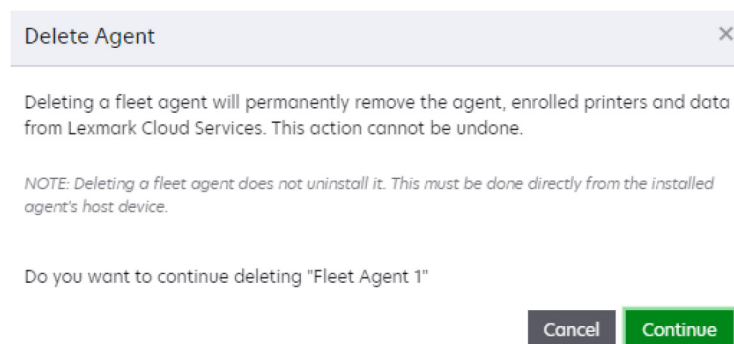 Delete Agent
×
Deleting a fleet agent will permanently remove the agent, enrolled printers and data
from Lexmark Cloud Services. This action cannot be undone.
NOTE: Deleting a fleet agent does not uninstall it. This must be done directly from the installed
agent's host device.
Do you want to continue deleting "Fleet Agent 1"
Cancel Continue